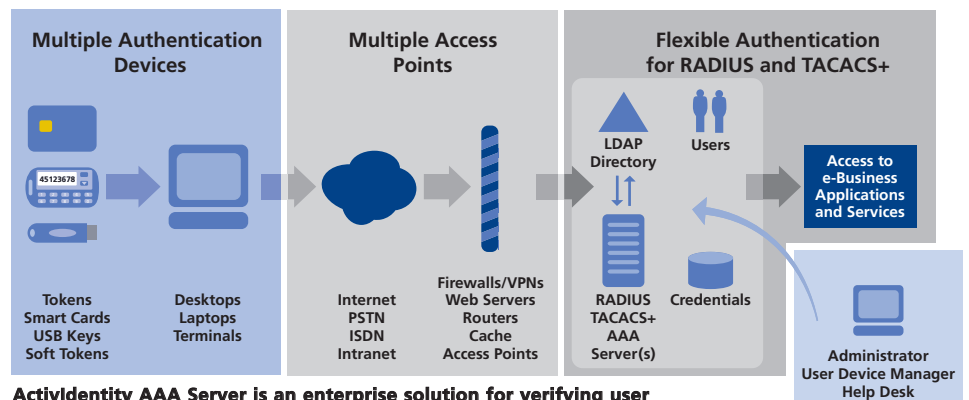 Multiple Authentication
Devices
Multiple Access
Points
Flexible Authentication
for RADIUS and TACACS+
45123678
LDAP
Directory
Users
Access to
e-Business
Applications
and Services
Tokens
Smart Cards
USB Keys
Soft Tokens
Desktops
Laptops
Terminals
Internet
PSTN
ISDN
Intranet
Firewalls/VPNs
Web Servers
Routers
Cache
Access Points
RADIUS
TACACS+
AAA
Server(s)
Credentials
Administrator
User Device Manager
Help Desk
ActivIdentity AAA Server is an enterprise solution for verifying user